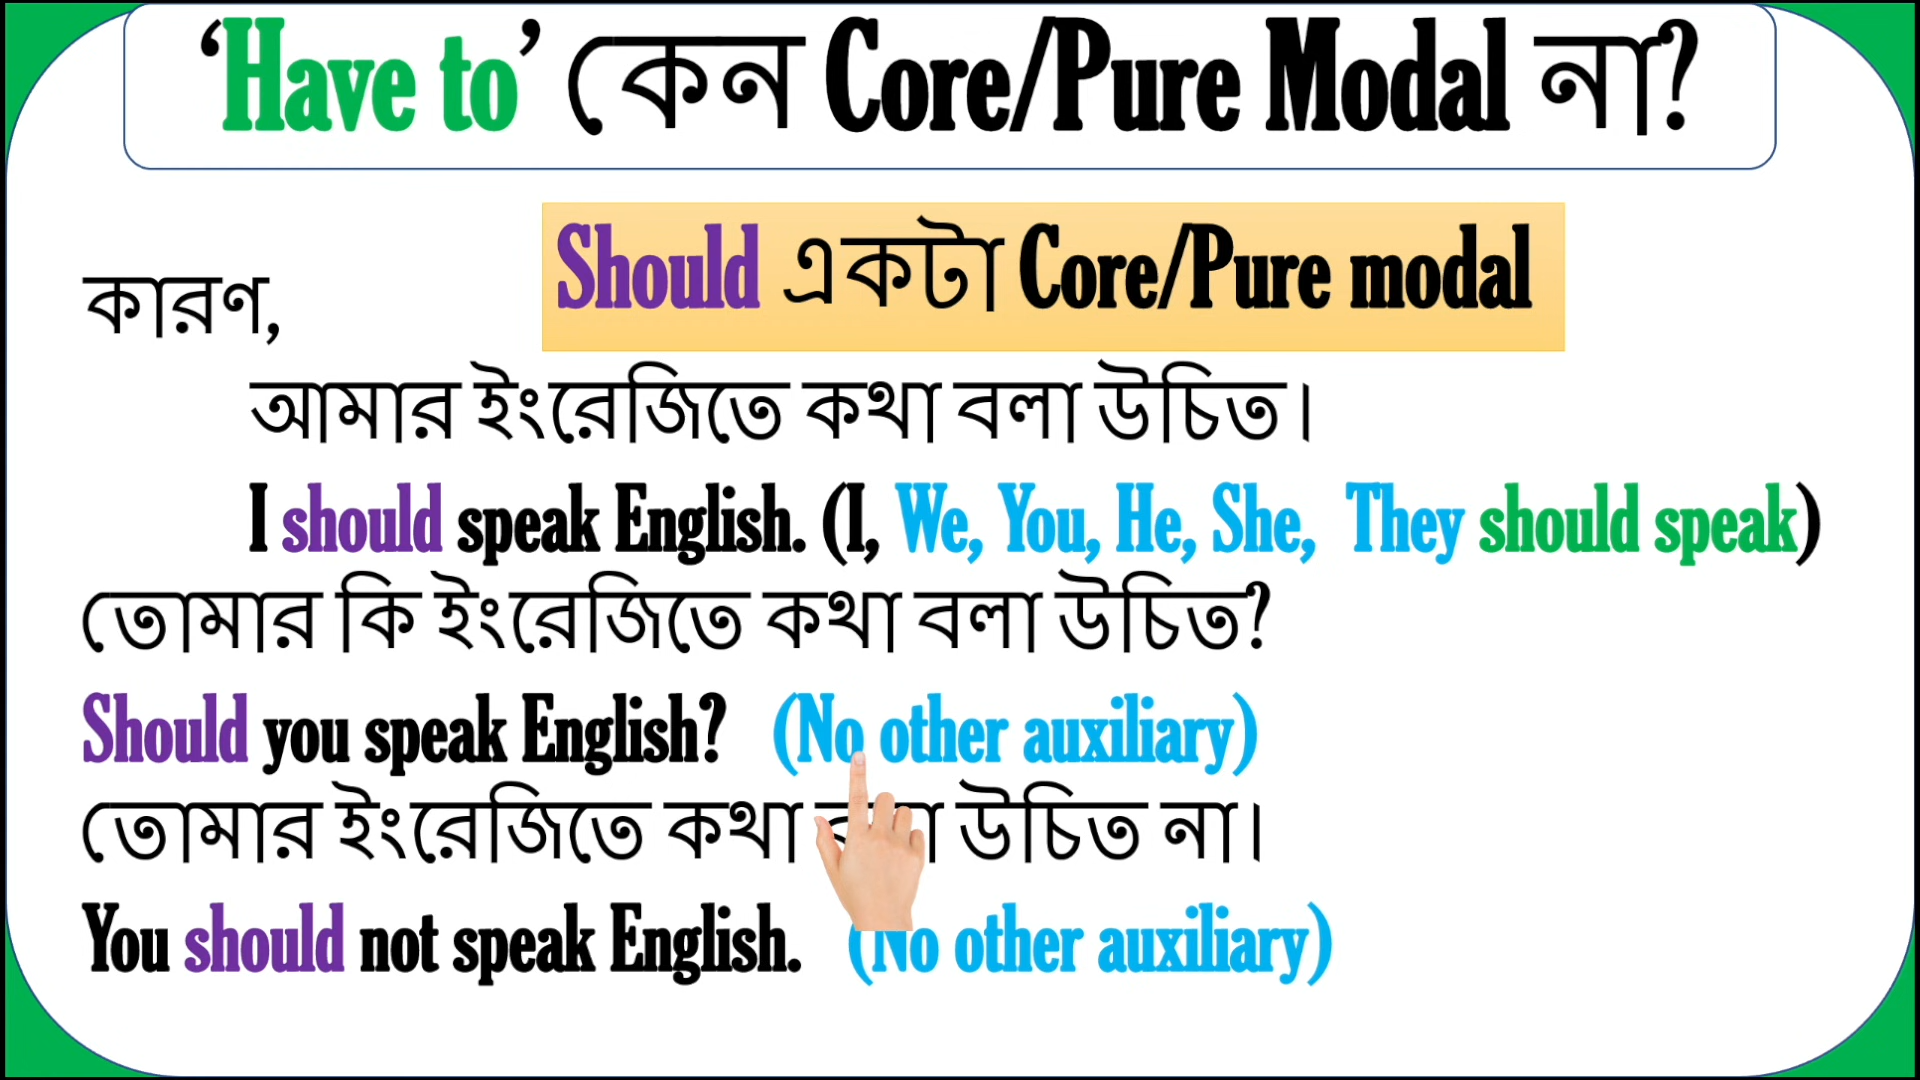 ‘Have to’ কেন Core/Pure Modal না?
Should একটা Core/Pure modal
কারণ,
আমার ইংরেজিতে কথা বলা উচিত।
I should speak English. (I, We, You, He, She, They should speak)
তোমার কি ইংরেজিতে কথা বলা উচিত?
Should you speak English? (No other auxiliary)
তোমার ইংরেজিতে কথা উচিত না।
You should not speak English. (No other auxiliary)